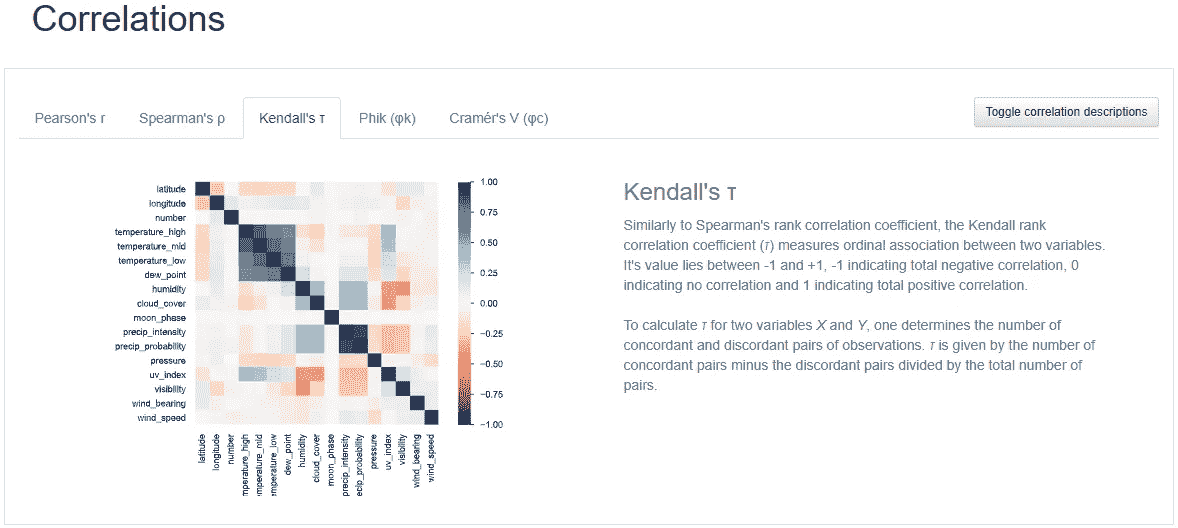 Correlations
Pearson's r
Spearman's ρ
Kendall's τ
Phik (φk)
Cramér's V (φc)
Toggle correlation descriptions
latitude
longitude
number
temperature_high
temperature_mid
temperature_low
dew_point
humidity
cloud_cover
moon_phase
precip_intensity
precip_probability
pressure
uv_index
visibility
wind_bearing
wind_speed
1.00
0.75
0.50
0.25
0.00
−0.25
−0.50
−0.75
−1.00
latitude
longitude
number
mperature_high
emperature_mid
emperature_low
dew_point
humidity
cloud_cover
moon_phase
precip_intensity
ecip_probability
pressure
uv_index
visibility
wind_bearing
wind_speed
Kendall's τ
Similarly to Spearman's rank correlation coefficient, the Kendall rank
correlation coefficient (τ) measures ordinal association between two variables.
It's value lies between -1 and +1, -1 indicating total negative correlation, 0
indicating no correlation and 1 indicating total positive correlation.
To calculate τ for two variables X and Y, one determines the number of
concordant and discordant pairs of observations. τ is given by the number of
concordant pairs minus the discordant pairs divided by the total number of
pairs.